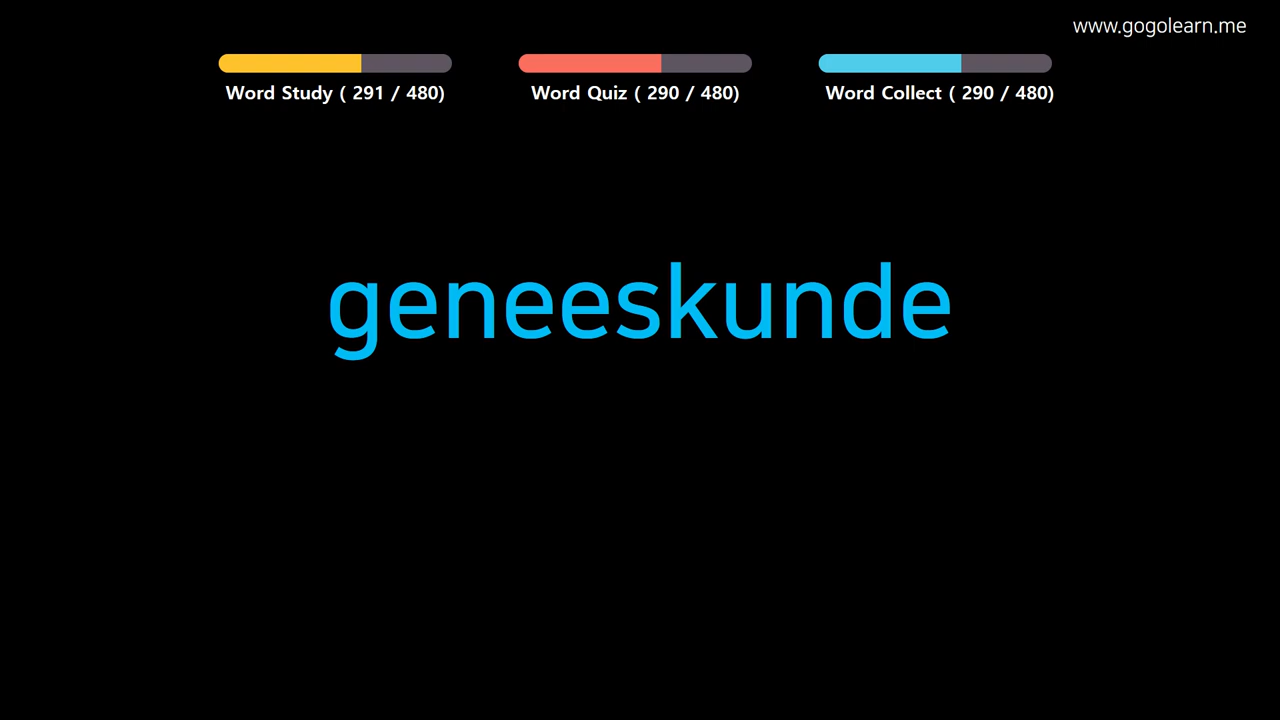 www.gogolearn.me
Word Study ( 291 / 480)
Word Quiz ( 290 / 480)
Word Collect ( 290 / 480)
geneeskunde